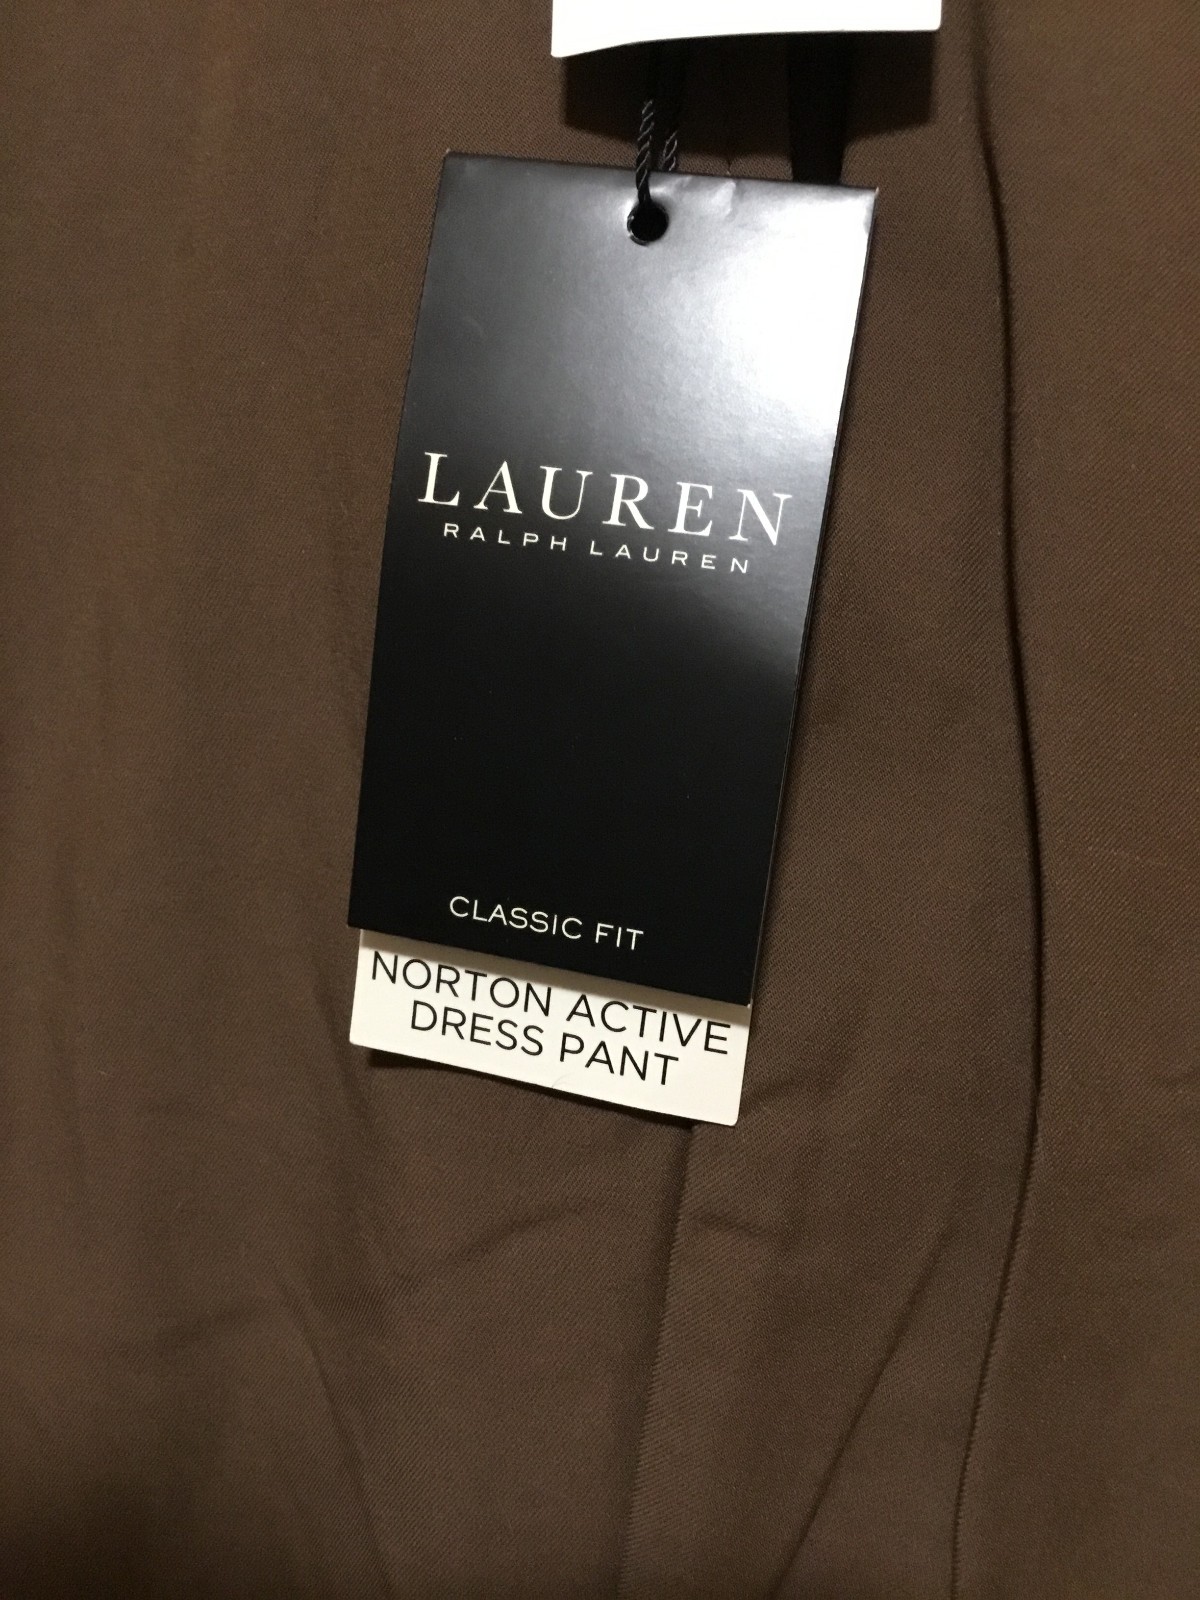 LAUREN
RALPH LAUREN
CLASSIC FIT
NORTON ACTIVE
DRESS PANT